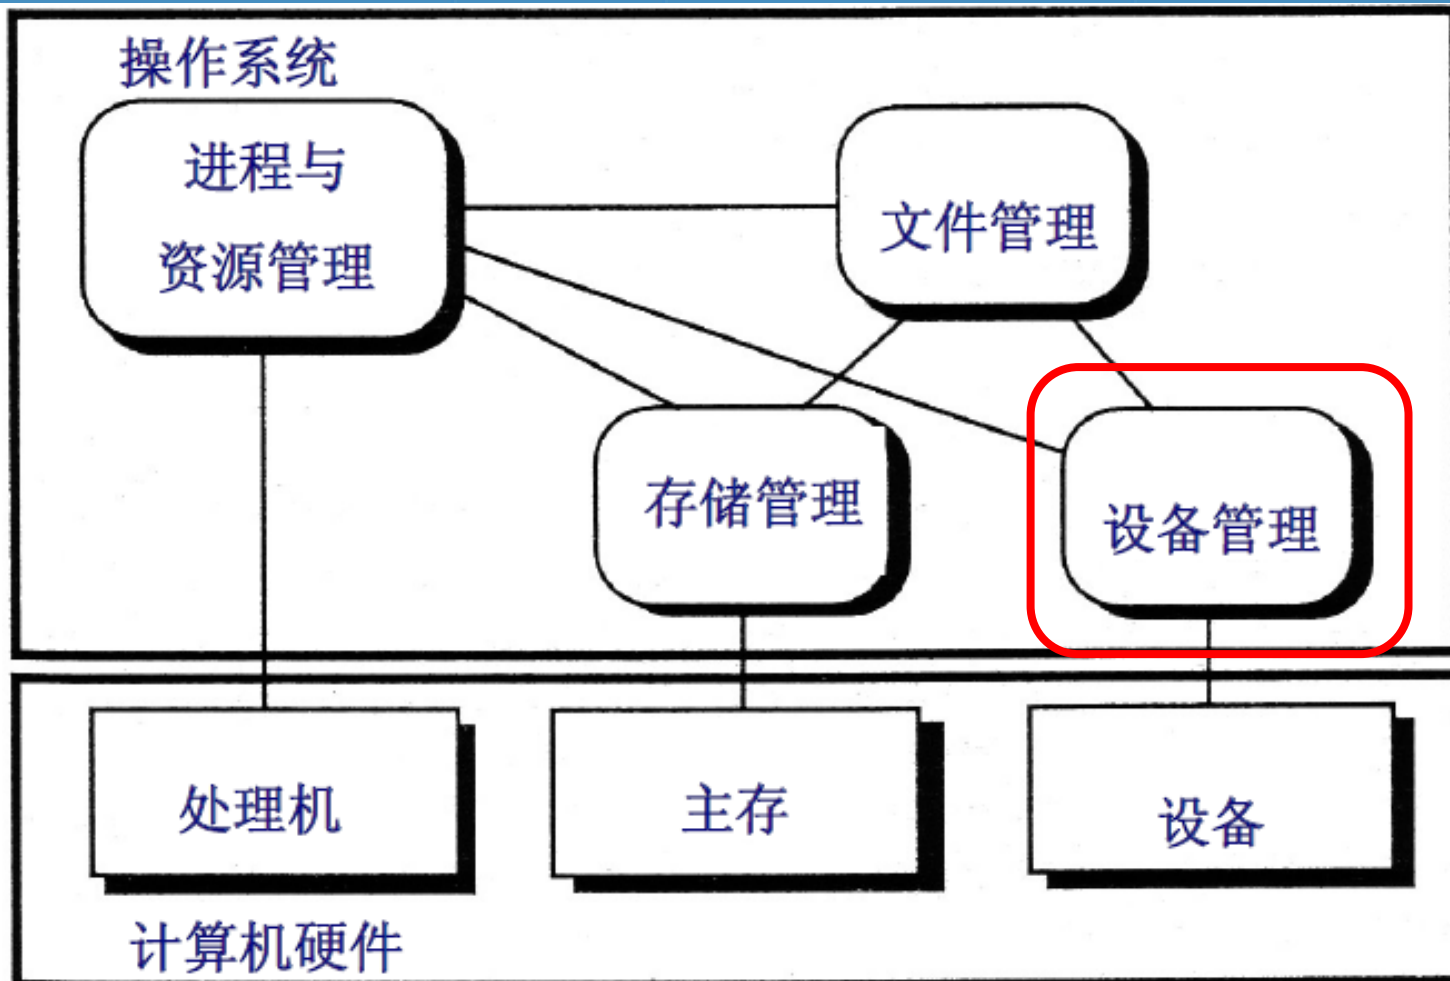 操作系统
进程与
资源管理
文件管理
存储管理
设备管理
处理机
主存
设备
计算机硬件